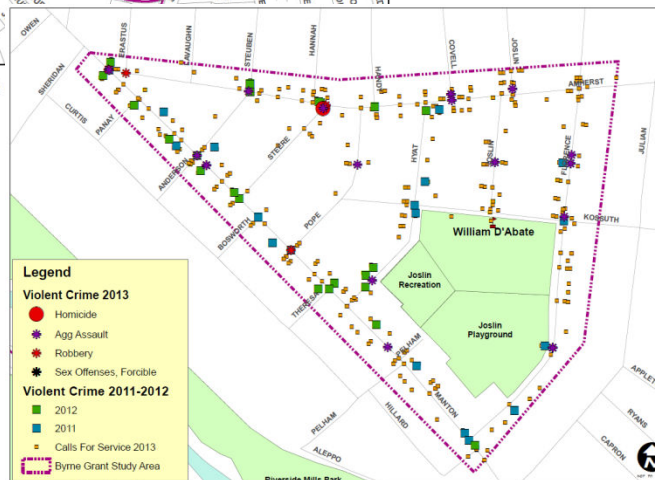 OWEN
SHERIDAN
CURTIS
PANAY
ERASTUS
STEUBEN
HANNAH
HANDY
COVELL
AMHERST
JULIAN
ANDERSON
STEERE
HYAT
FLORENCE
KOSSUTH
BOSWORTH
POPE
THERESA
William D'Abate
Joslin
Recreation
Joslin
Playground
PELHAM
MANTON
HILLARD
PELHAM
ALEPPO
RYANS
CAPRON
Riverside Mills Park
Legend
Violent Crime 2013
Homicide
Agg Assault
Robbery
Sex Offenses, Forcible
Violent Crime 2011-2012
2012
2011
Calls For Service 2013
Byrne Grant Study Area
N